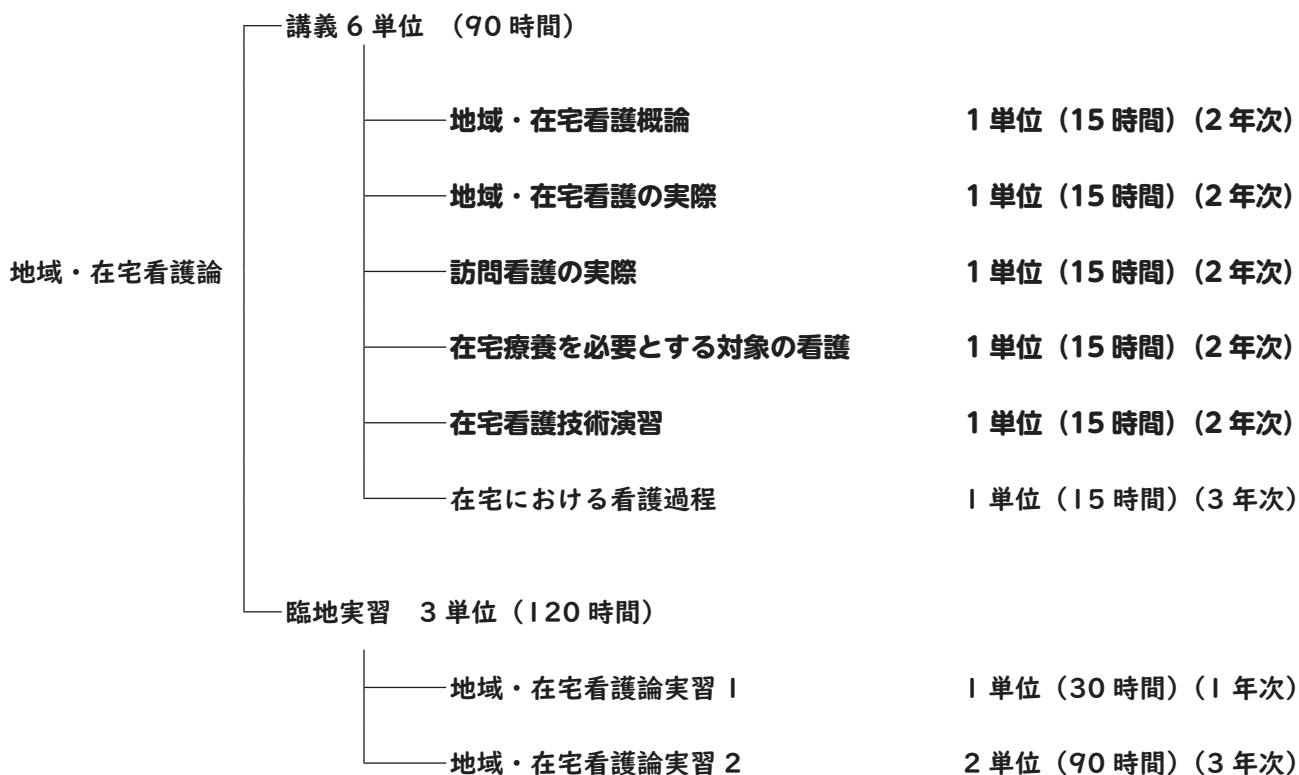 講義 6 単位 （90 時間）
地域・在宅看護概論 1 単位（15 時間）（2 年次）
地域・在宅看護の実際 1 単位（15 時間）（2 年次）
地域・在宅看護論 訪問看護の実際 1 単位（15 時間）（2 年次）
在宅療養を必要とする対象の看護 1 単位（15 時間）（2 年次）
在宅看護技術演習 1 単位（15 時間）（2 年次）
在宅における看護過程 1 単位（15 時間）（3 年次）
臨地実習 3 単位（120 時間）
地域・在宅看護論実習 1 1 単位（30 時間）（1 年次）
地域・在宅看護論実習 2 2 単位（90 時間）（3 年次）